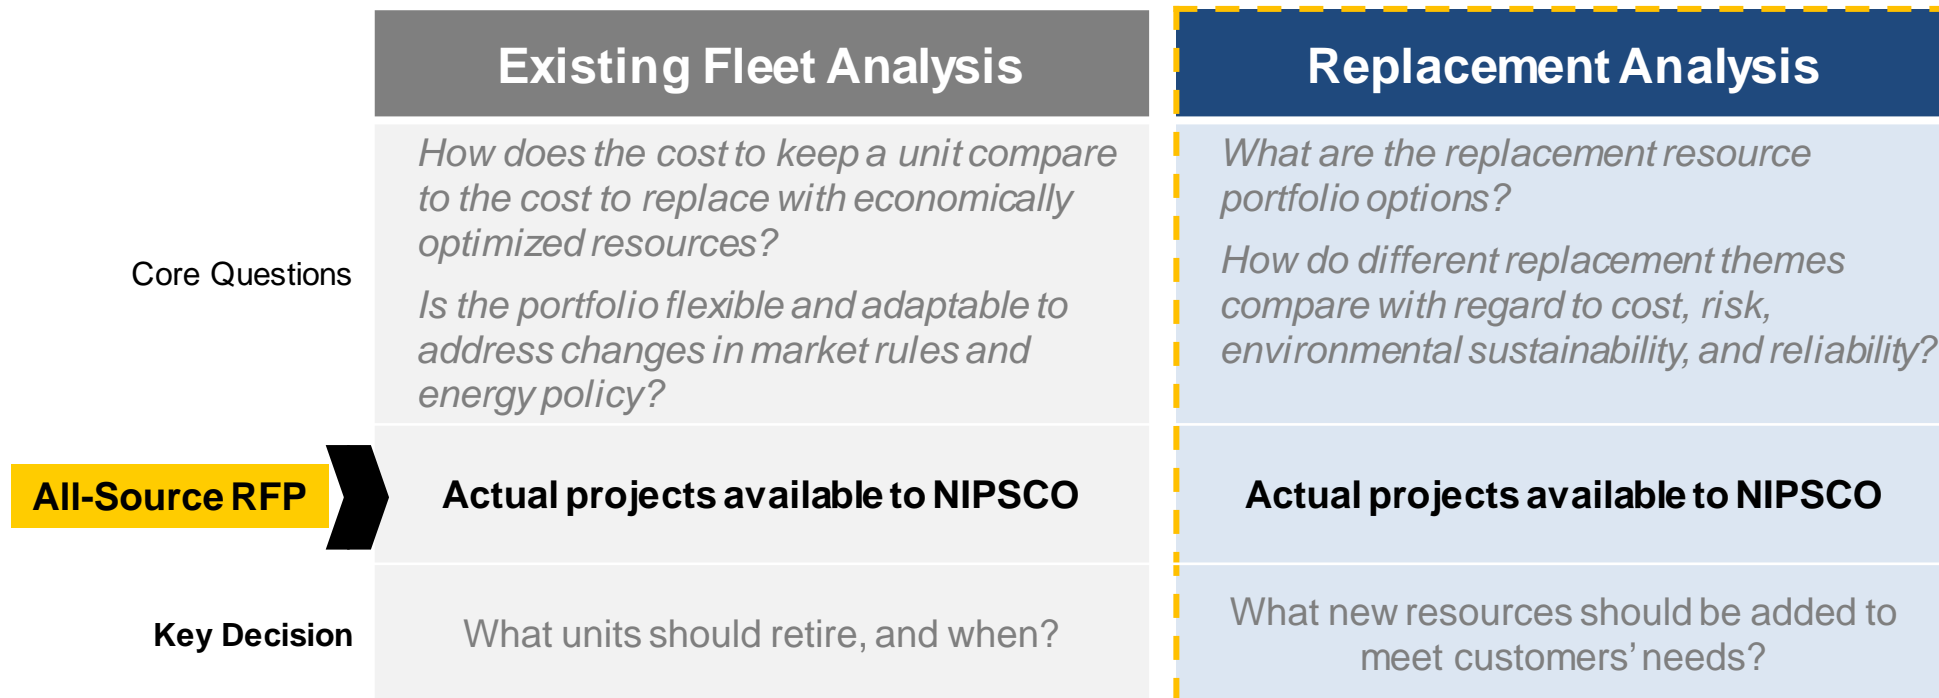 Existing Fleet Analysis
Replacement Analysis
Core Questions
How does the cost to keep a unit compare
to the cost to replace with economically
optimized resources?
Is the portfolio flexible and adaptable to
address changes in market rules and
energy policy?
What are the replacement resource
portfolio options?
How do different replacement themes
compare with regard to cost, risk,
environmental sustainability, and reliability?
All-Source RFP
Actual projects available to NIPSCO
Actual projects available to NIPSCO
Key Decision
What units should retire, and when?
What new resources should be added to
meet customers’ needs?